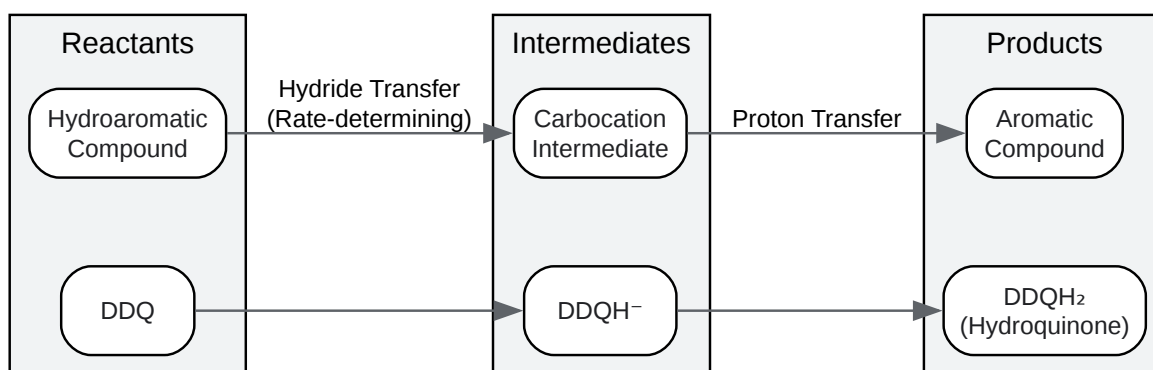 Reactants
Intermediates
Products
Hydroaromatic
Compound
Hydride Transfer
(Rate-determining)
Carbocation
Intermediate
Proton Transfer
Aromatic
Compound
DDQ
DDQH⁻
DDQH₂
(Hydroquinone)